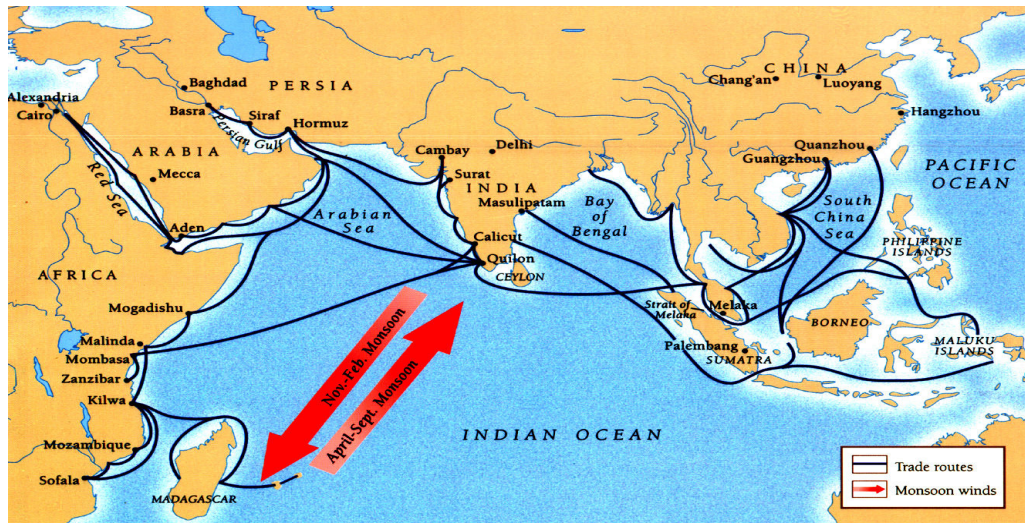 Alexandria
Cairo
Baghdad
Basra
PERSIA
Siraf
Persian Gulf
Hormuz
ARABIA
Red Sea
Mecca
Aden
Arabian
Sea
AFRICA
Mogadishu
Malinda
Mombasa
Zanzibar
Kilwa
Mozambique
Sofala
MADAGASCAR
Cambay
Delhi
Surat
INDIA
Masulipatam
Calicut
Quilon
CEYLON
Bay
of
Bengal
Nov.-Feb. Monsoon
April-Sept. Monsoon
INDIAN OCEAN
CHINA
Chang'an
Luoyang
Hangzhou
Quanzhou
Guangzhou
PACIFIC
OCEAN
South
China
Sea
PHILIPPINE
ISLANDS
Strait of
Melaka
Melaka
BORNEO
Palembang
SUMATRA
MALUKU
ISLANDS
Trade routes
Monsoon winds